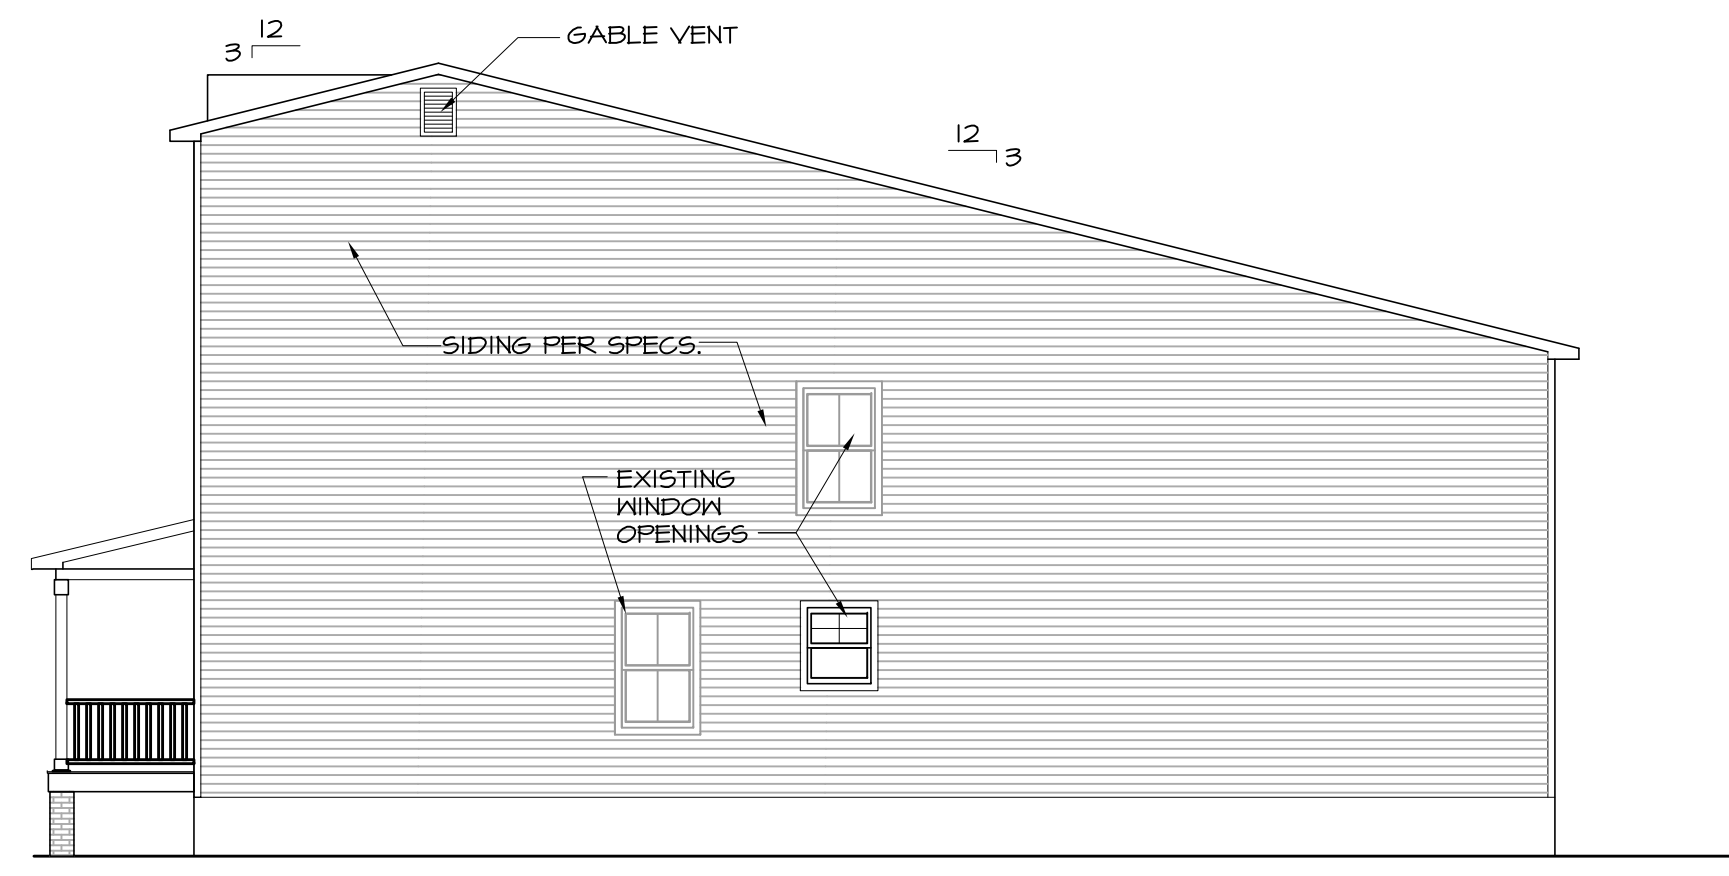 12
3
GABLE VENT
12
3
SIDING PER SPECS.
EXISTING
WINDOW
OPENINGS